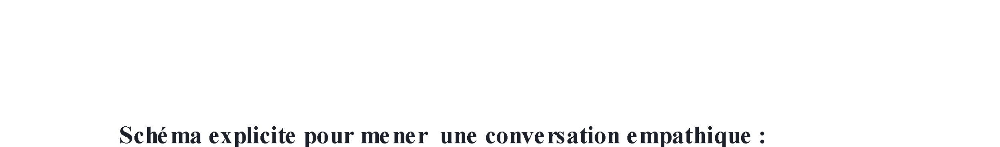 Schéma explicite pour mener une conversation empathique :